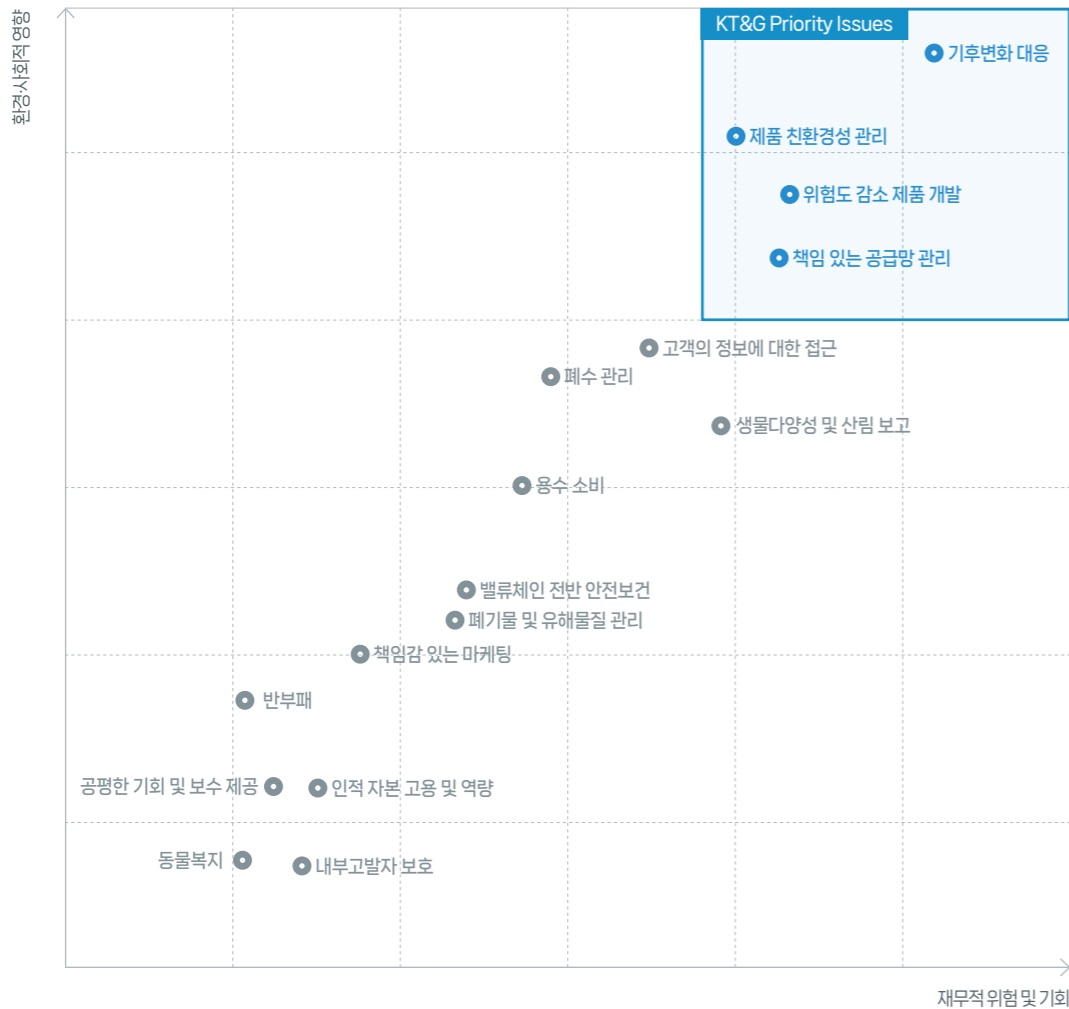 환경·사회적 영향
KT&G Priority Issues
기후변화 대응
제품 친환경성 관리
위험도 감소 제품 개발
책임 있는 공급망 관리
고객의 정보에 대한 접근
폐수 관리
생물다양성 및 산림 보고
용수 소비
밸류체인 전반 안전보건
폐기물 및 유해물질 관리
책임감 있는 마케팅
반부패
공평한 기회 및 보수 제공
인적 자본 고용 및 역량
동물복지
내부고발자 보호
재무적 위험 및 기회